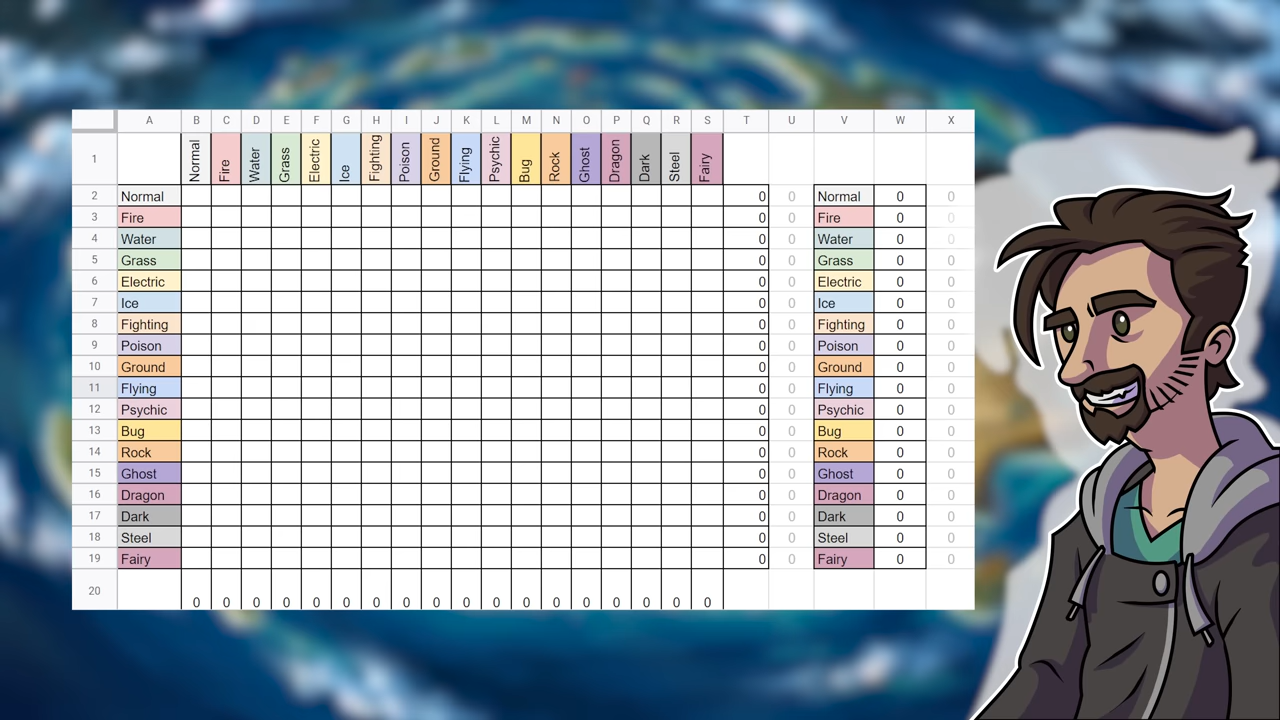 A B C D E F G H I J K L M N O P Q R S T U V W X
1 Normal Fire Water Grass Electric Ice Fighting Poison Ground Flying Psychic Bug Rock Ghost Dragon Dark Steel Fairy
2 Normal 0 0 Normal 0 0
3 Fire 0 0 Fire 0 0
4 Water 0 0 Water 0 0
5 Grass 0 0 Grass 0 0
6 Electric 0 0 Electric 0 0
7 Ice 0 0 Ice 0 0
8 Fighting 0 0 Fighting 0 0
9 Poison 0 0 Poison 0 0
10 Ground 0 0 Ground 0 0
11 Flying 0 0 Flying 0 0
12 Psychic 0 0 Psychic 0 0
13 Bug 0 0 Bug 0 0
14 Rock 0 0 Rock 0 0
15 Ghost 0 0 Ghost 0 0
16 Dragon 0 0 Dragon 0 0
17 Dark 0 0 Dark 0 0
18 Steel 0 0 Steel 0 0
19 Fairy 0 0 Fairy 0 0
20 0 0 0 0 0 0 0 0 0 0 0 0 0 0 0 0 0 0